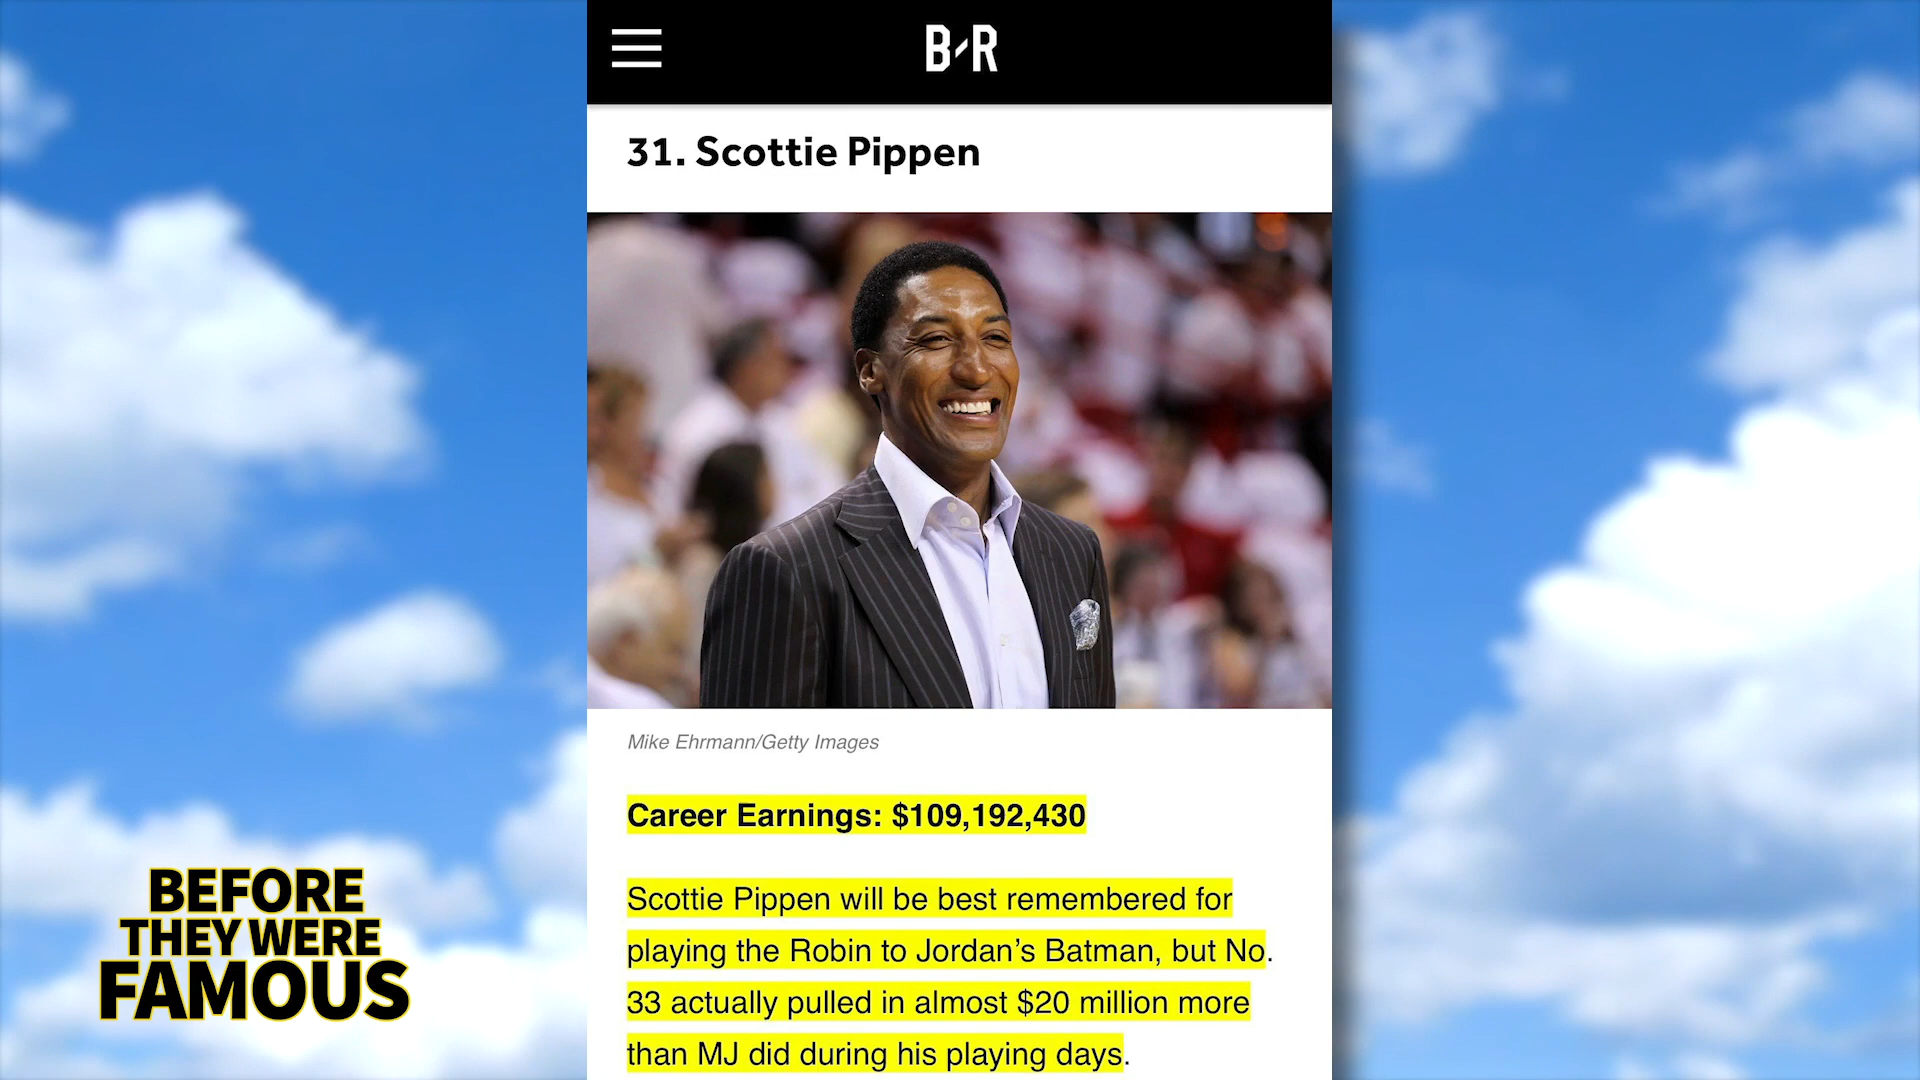 B/R
31. Scottie Pippen
Mike Ehrmann/Getty Images
Career Earnings: $109,192,430
Scottie Pippen will be best remembered for
playing the Robin to Jordan’s Batman, but No.
33 actually pulled in almost $20 million more
than MJ did during his playing days.
BEFORE
THEY WERE
FAMOUS